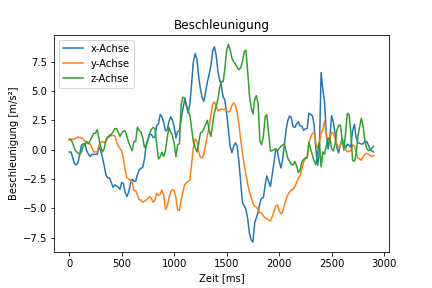 Beschleunigung
x-Achse
y-Achse
z-Achse
Beschleunigung [m/s²]
7.5
5.0
2.5
0.0
−2.5
−5.0
−7.5
0 500 1000 1500 2000 2500 3000
Zeit [ms]